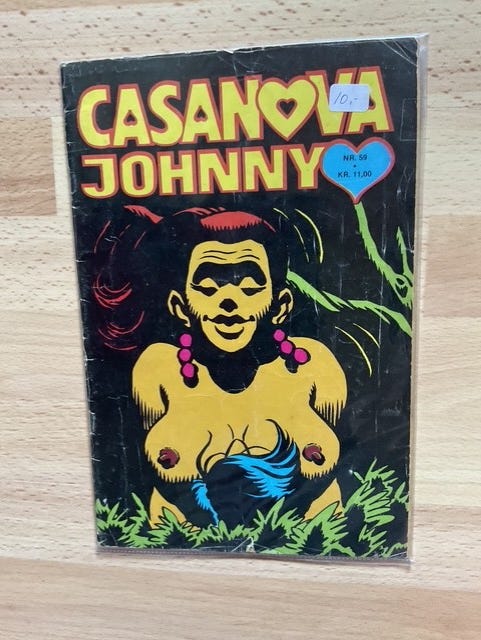 CASANOVA
10,-
JOHNNY
NR. 59
KR. 11,00